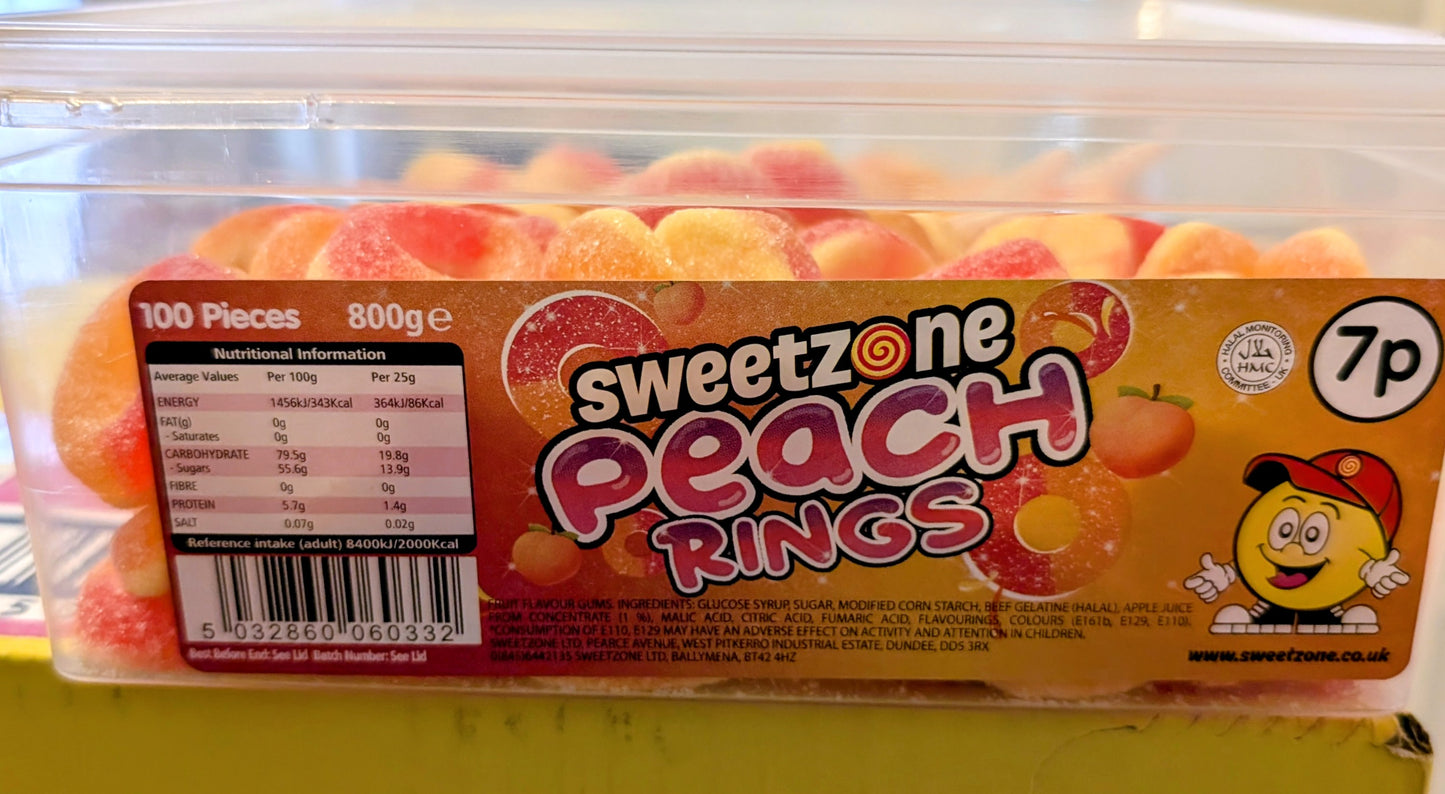 100 Pieces 800g e
Nutritional Information
Average Values Per 100g Per 25g
ENERGY 1456kJ/343Kcal 364kJ/86Kcal
FAT(g) 0g 0g
- Saturates 0g 0g
CARBOHYDRATE 79.5g 19.8g
- Sugars 55.6g 13.9g
FIBRE 0g 0g
PROTEIN 5.7g 1.4g
SALT 0.07g 0.02g
Reference intake (adult) 8400kJ/2000Kcal
5 032860 060332
Best Before End: See Lid Batch Number: See Lid
sweetzone
Peach
RINGS
FRUIT FLAVOUR GUMS. INGREDIENTS: GLUCOSE SYRUP, SUGAR, MODIFIED CORN STARCH, BEEF GELATINE (HALAL), APPLE JUICE
FROM CONCENTRATE (1 %), MALIC ACID, CITRIC ACID, FUMARIC ACID, FLAVOURINGS, COLOURS (E161b, E129, E110).
*CONSUMPTION OF E110, E129 MAY HAVE AN ADVERSE EFFECT ON ACTIVITY AND ATTENTION IN CHILDREN.
SWEETZONE LTD, PEARCE AVENUE, WEST PITKERRO INDUSTRIAL ESTATE, DUNDEE, DD5 3RX
SWEETZONE LTD, BALLYMENA, BT42 4HZ
HALAL MONITORING
حلال
HMC
COMMITTEE - UK
7p
www.sweetzone.co.uk